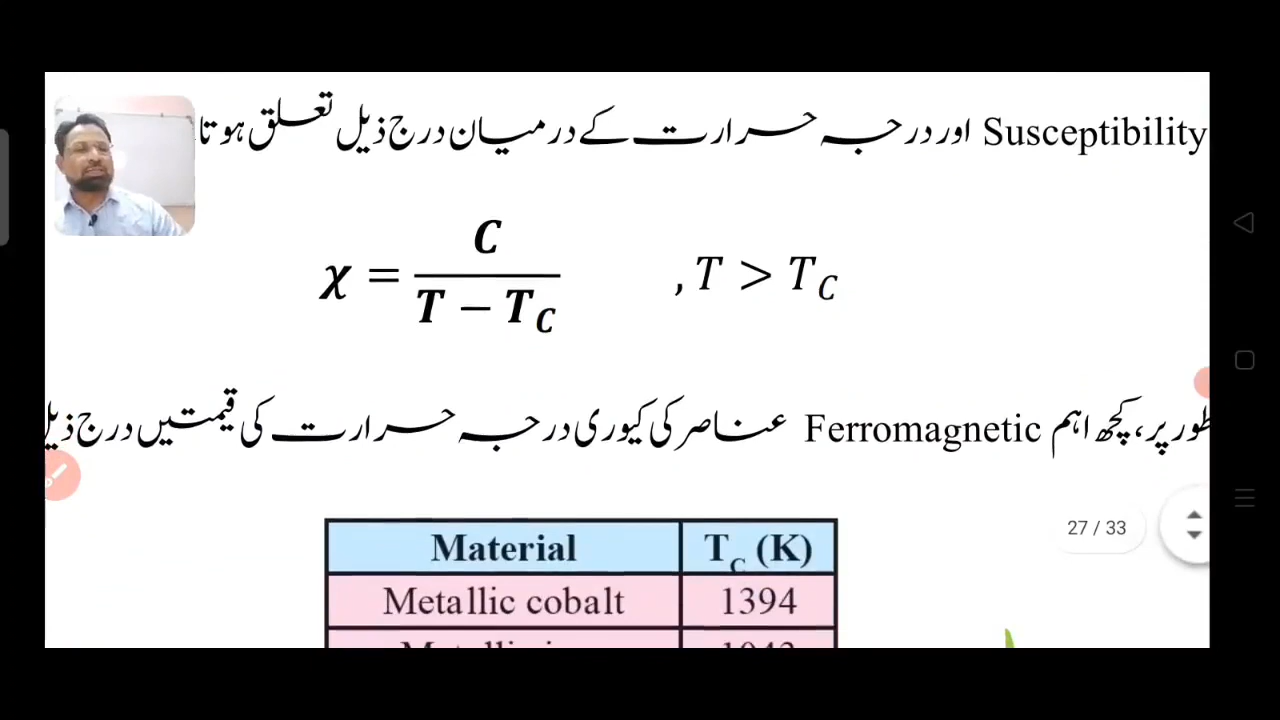 Susceptibility اور درجہ حرارت کے درمیان درج ذیل تعلق ہوتا
χ = C / (T − T_C) , T > T_C
طور پر، کچھ اہم Ferromagnetic عناصر کی کیوری درجہ حرارت کی قیمتیں درج ذیل
Material T_C (K)
Metallic cobalt 1394
27 / 33